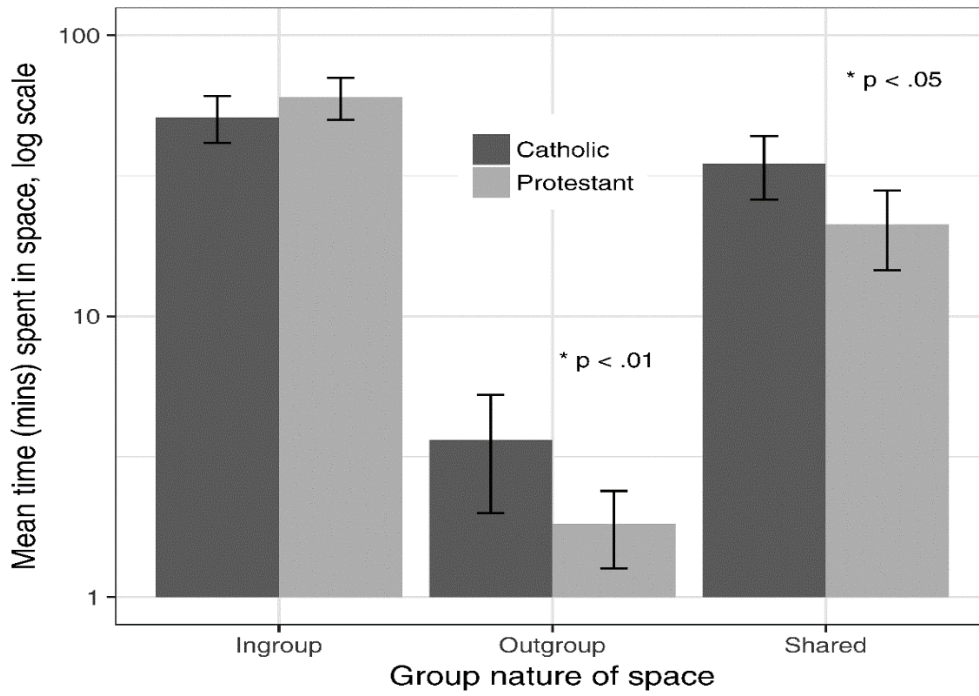 Mean time (mins) spent in space, log scale
100
10
1
* p < .05
Catholic
Protestant
* p < .01
Ingroup
Outgroup
Shared
Group nature of space